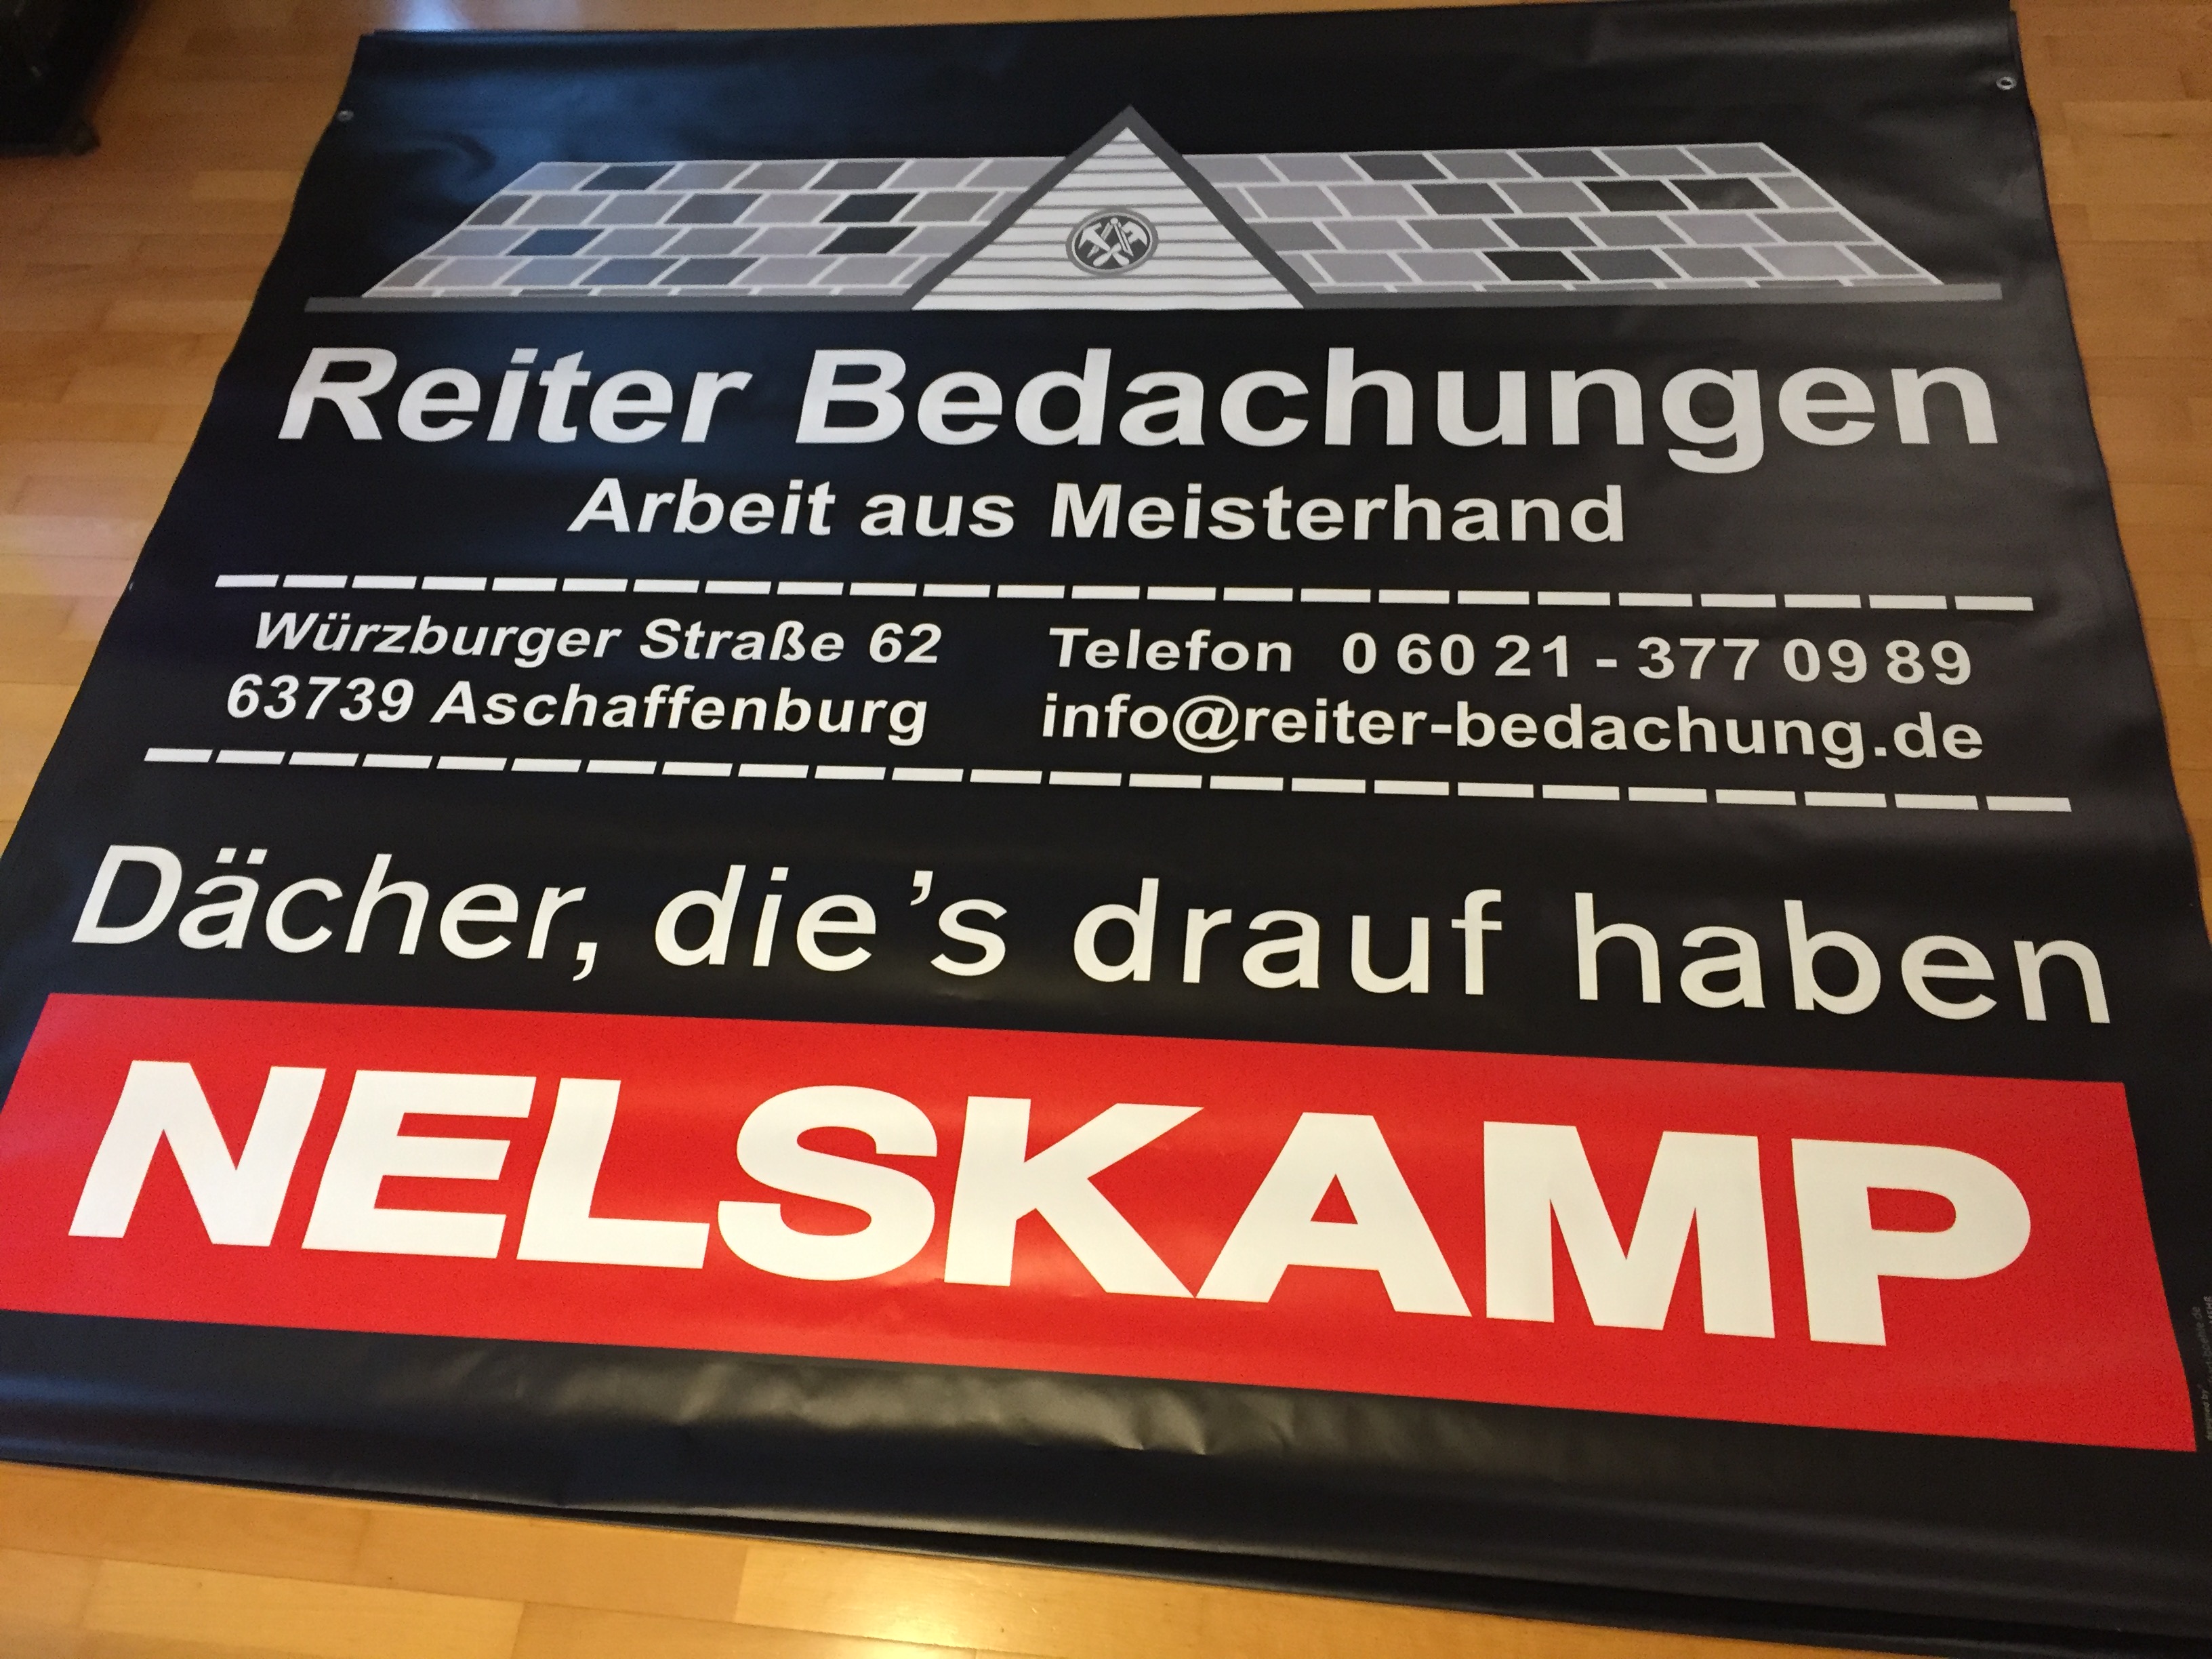 Reiter Bedachungen
Arbeit aus Meisterhand
Würzburger Straße 62
63739 Aschaffenburg
Telefon 0 60 21 - 377 09 89
info@reiter-bedachung.de
Dächer, die's drauf haben
NELSKAMP